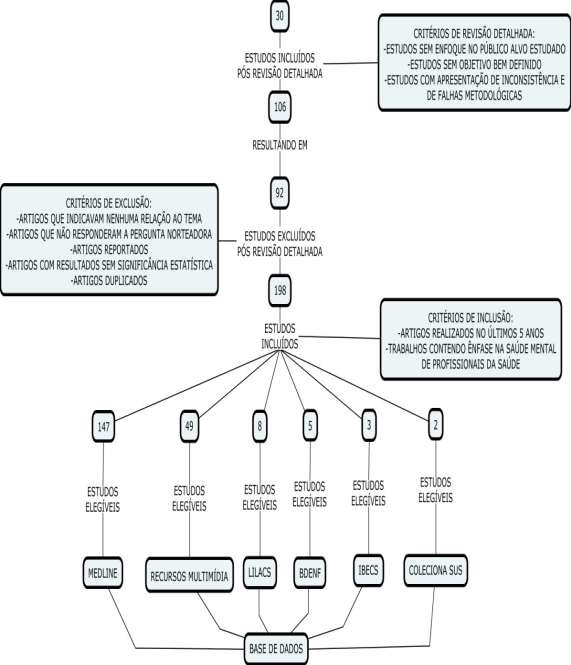 30
CRITÉRIOS DE REVISÃO DETALHADA:
-ESTUDOS SEM ENFOQUE NO PÚBLICO ALVO ESTUDADO
-ESTUDOS SEM OBJETIVO BEM DEFINIDO
-ESTUDOS COM APRESENTAÇÃO DE INCONSISTÊNCIA E
DE FALHAS METODOLÓGICAS
ESTUDOS INCLUÍDOS
PÓS REVISÃO DETALHADA
106
RESULTANDO EM
92
CRITÉRIOS DE EXCLUSÃO:
-ARTIGOS QUE INDICAVAM NENHUMA RELAÇÃO AO TEMA
-ARTIGOS QUE NÃO RESPONDERAM A PERGUNTA NORTEADORA
-ARTIGOS REPORTADOS
-ARTIGOS COM RESULTADOS SEM SIGNIFICÂNCIA ESTATÍSTICA
-ARTIGOS DUPLICADOS
ESTUDOS EXCLUÍDOS
PÓS REVISÃO DETALHADA
198
CRITÉRIOS DE INCLUSÃO:
-ARTIGOS REALIZADOS NO ÚLTIMOS 5 ANOS
-TRABALHOS CONTENDO ÊNFASE NA SAÚDE MENTAL
DE PROFISSIONAIS DA SAÚDE
ESTUDOS
INCLUÍDOS
147
49
8
5
3
2
ESTUDOS
ELEGÍVEIS
ESTUDOS
ELEGÍVEIS
ESTUDOS
ELEGÍVEIS
ESTUDOS
ELEGÍVEIS
ESTUDOS
ELEGÍVEIS
ESTUDOS
ELEGÍVEIS
MEDLINE
RECURSOS MULTIMÍDIA
LILACS
BDENF
IBECS
COLECIONA SUS
BASE DE DADOS